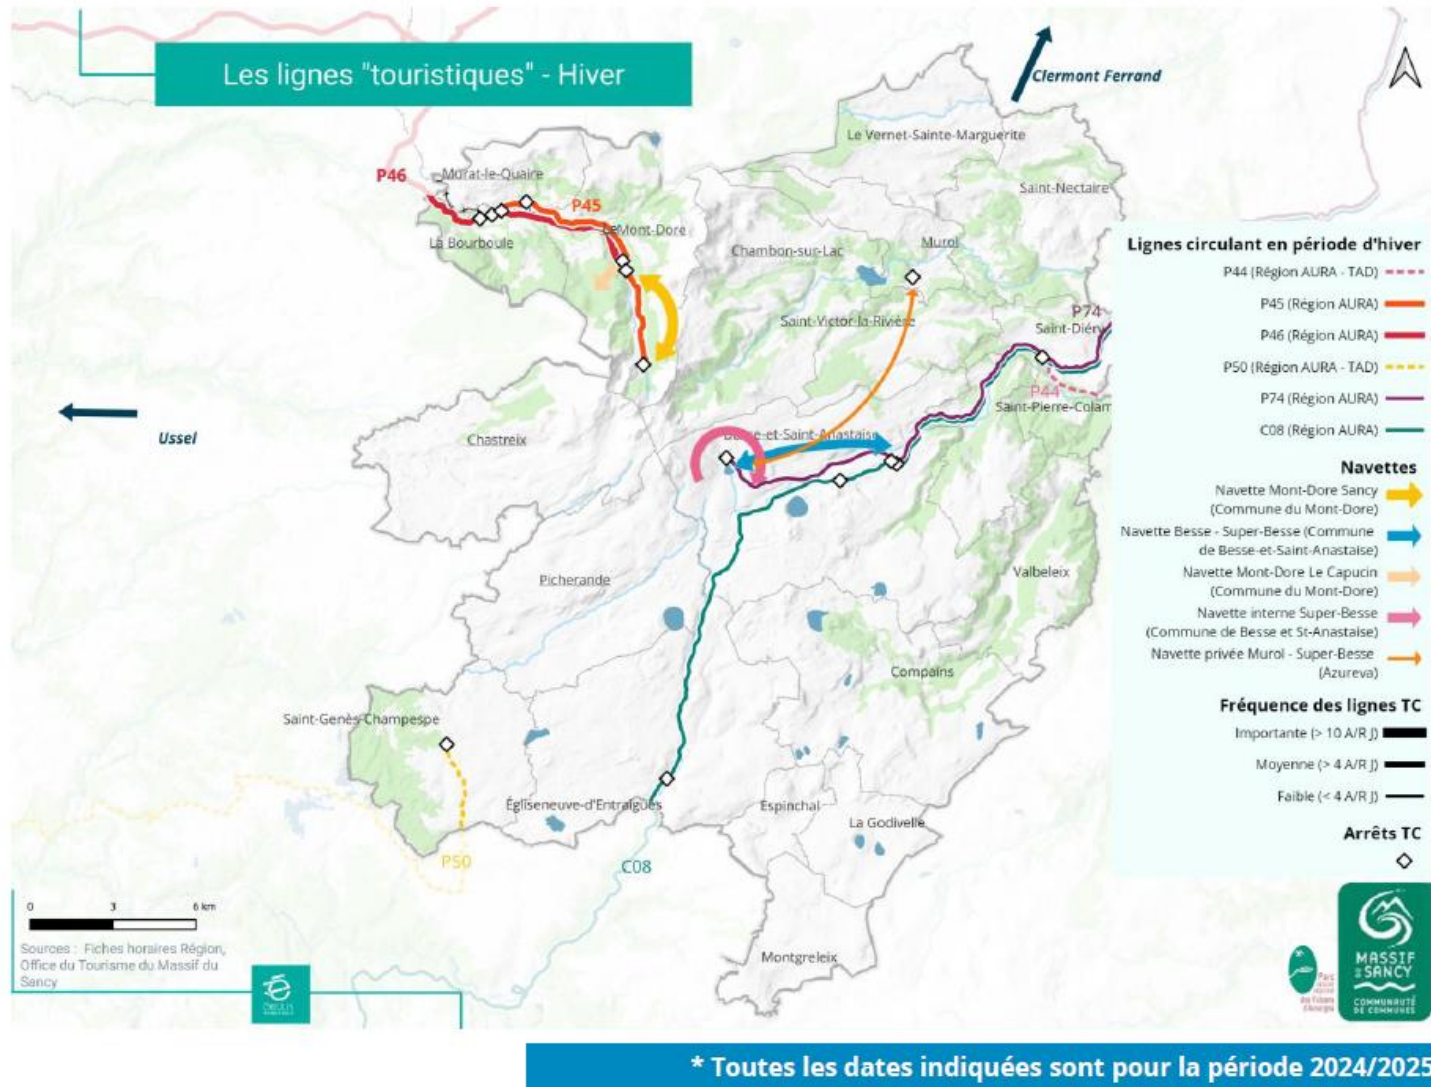 Les lignes "touristiques" - Hiver
Clermont Ferrand
Le Vernet-Sainte-Marguerite
P46
Murat-le-Quaire
Saint-Nectaire
P45
La Bourboule
Le Mont-Dore
Chambon-sur-Lac
Murol
Saint-Victor-la-Rivière
P74
Saint-Diéry
P44
Saint-Pierre-Colam
Ussel
Chastreix
Besse-et-Saint-Anastaise
Picherande
Valbeleix
Compains
Saint-Genès-Champespe
Égliseneuve-d'Entraigues
Espinchal
La Godivelle
P50
C08
Montgreleix
Lignes circulant en période d'hiver
P44 (Région AURA - TAD)
P45 (Région AURA)
P46 (Région AURA)
P50 (Région AURA - TAD)
P74 (Région AURA)
C08 (Région AURA)
Navettes
Navette Mont-Dore Sancy
(Commune du Mont-Dore)
Navette Besse - Super-Besse (Commune
de Besse-et-Saint-Anastaise)
Navette Mont-Dore Le Capucin
(Commune du Mont-Dore)
Navette interne Super-Besse
(Commune de Besse et St-Anastaise)
Navette privée Murol - Super-Besse
(Azureva)
Fréquence des lignes TC
Importante (> 10 A/R J)
Moyenne (> 4 A/R J)
Faible (< 4 A/R J)
Arrêts TC
0 3 6 km
Sources : Fiches horaires Région,
Office du Tourisme du Massif du
Sancy
Parc
MASSIF
DU SANCY
COMMUNAUTÉ
DE COMMUNES
* Toutes les dates indiquées sont pour la période 2024/2025